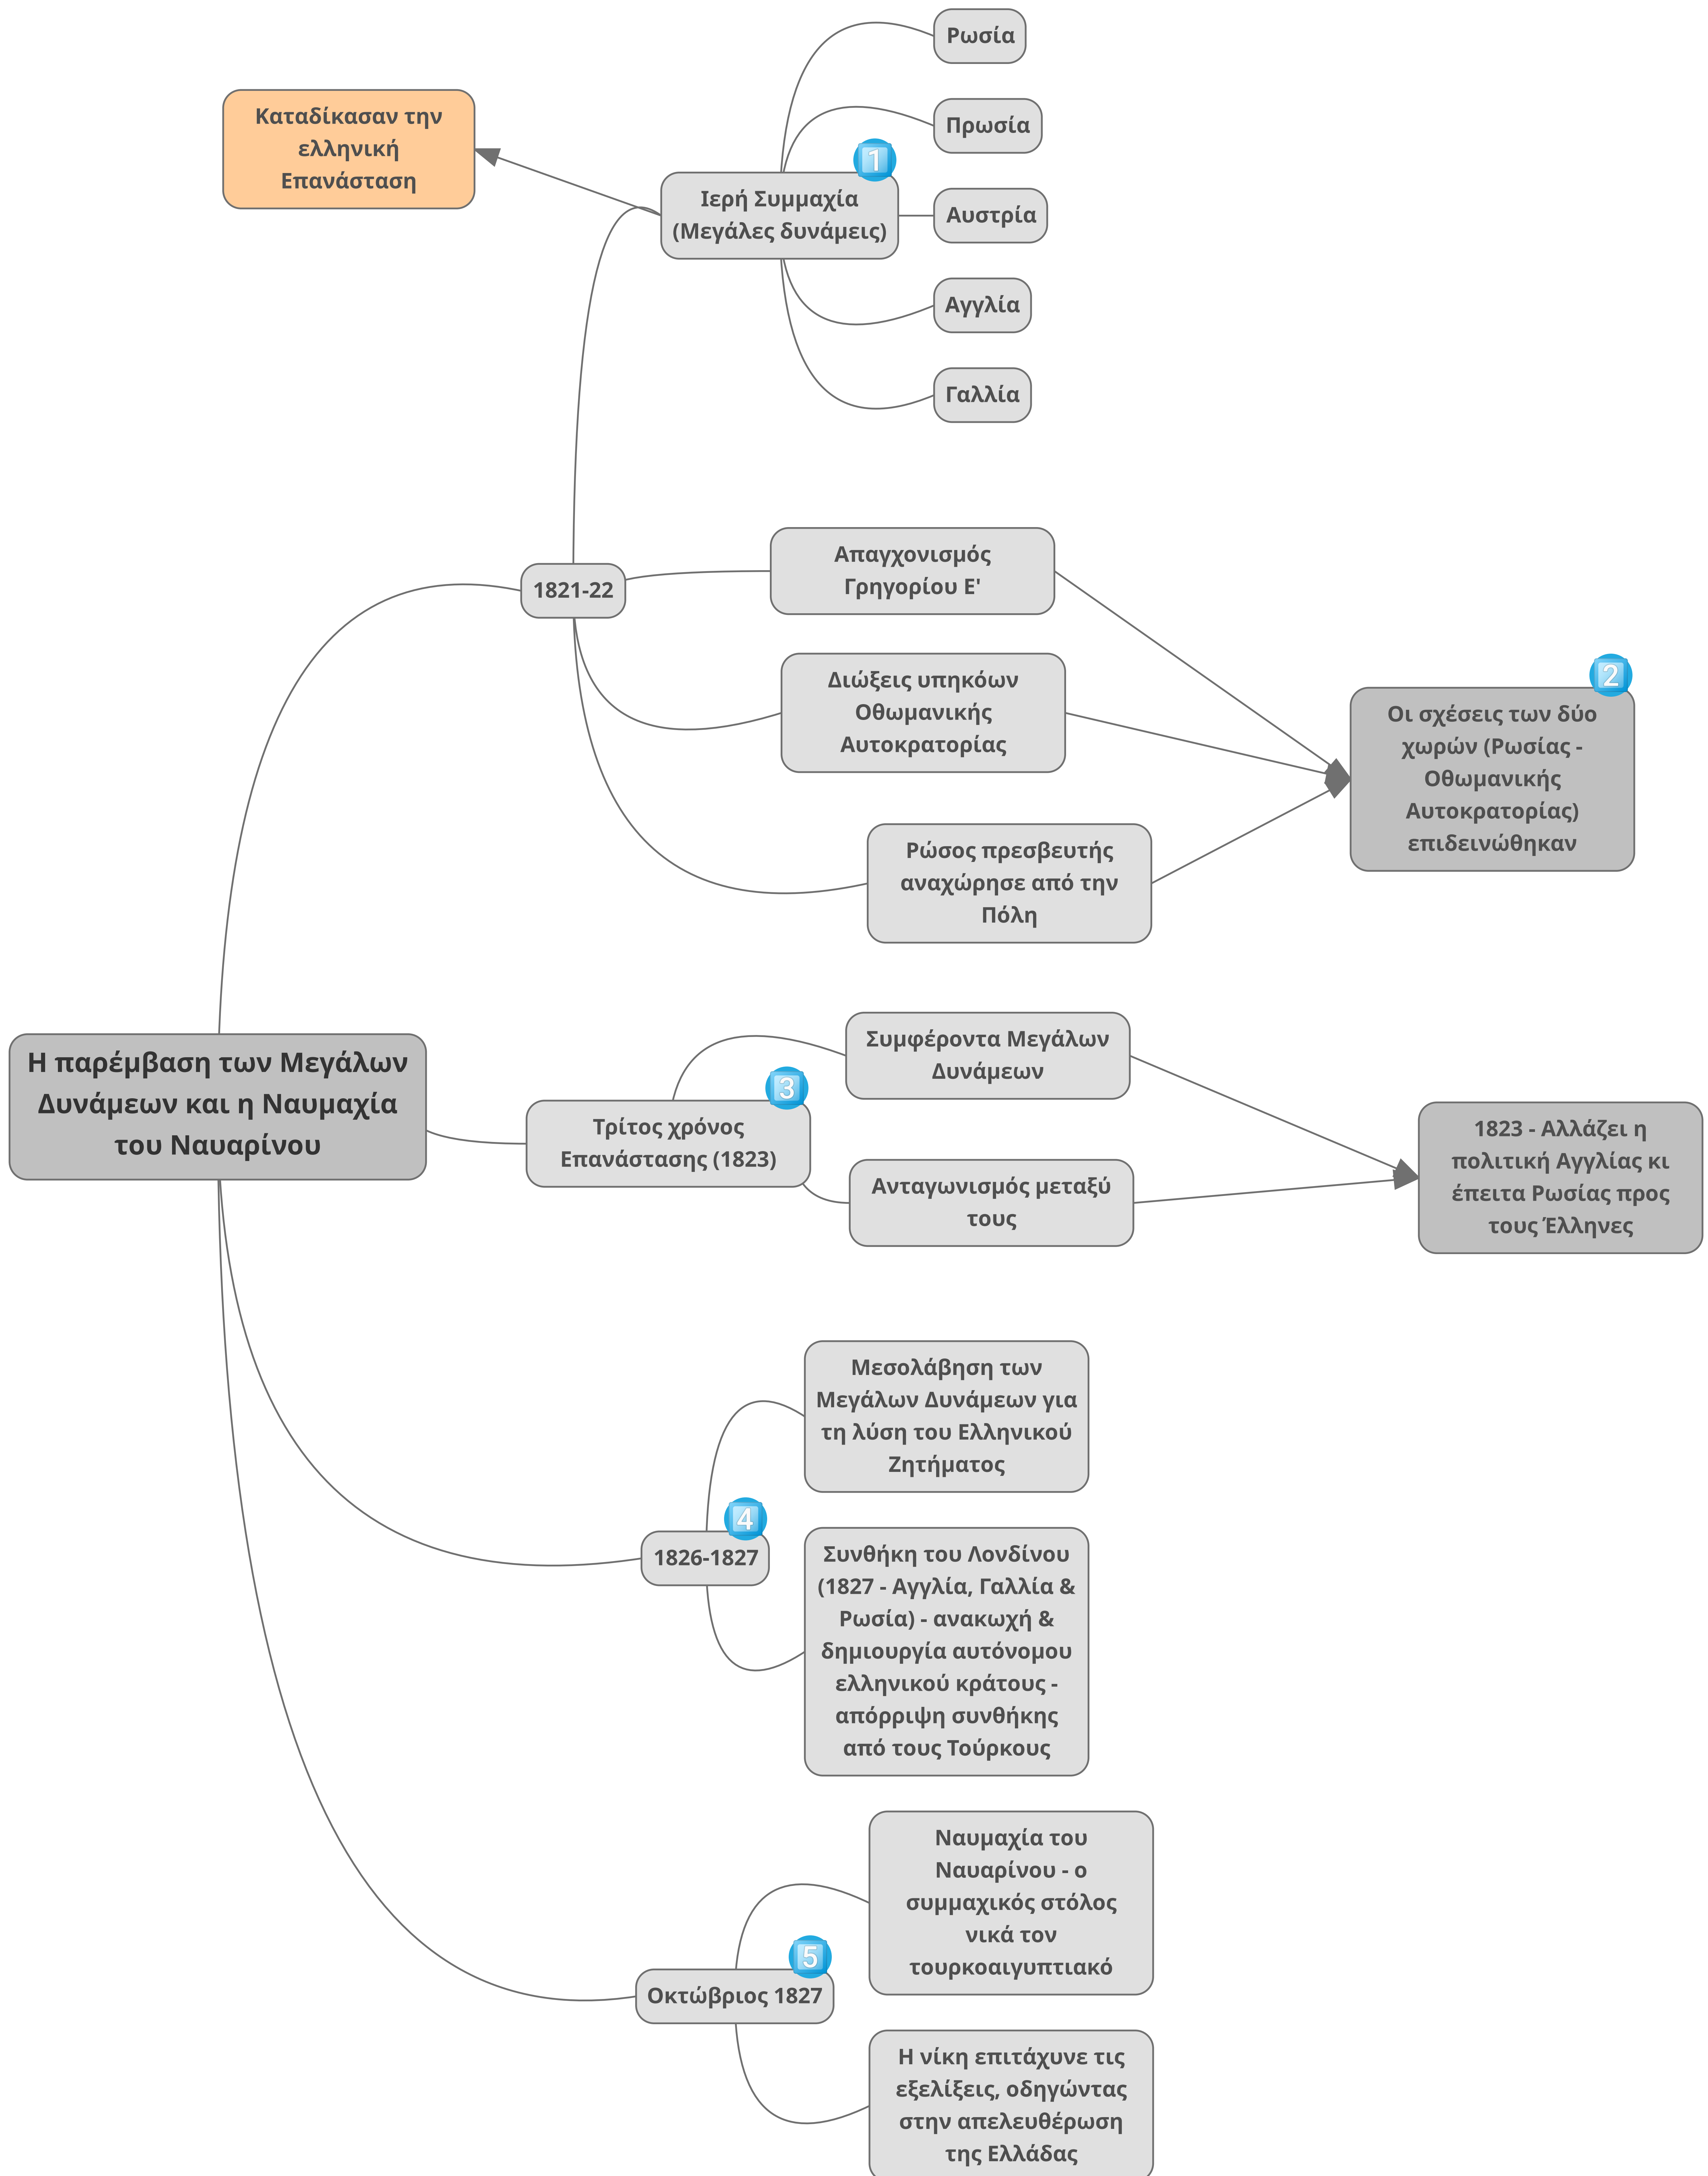 Η παρέμβαση των Μεγάλων
Δυνάμεων και η Ναυμαχία
του Ναυαρίνου
1821-22
1
Ιερή Συμμαχία
(Μεγάλες δυνάμεις)
Καταδίκασαν την
ελληνική
Επανάσταση
Ρωσία
Πρωσία
Αυστρία
Αγγλία
Γαλλία
Απαγχονισμός
Γρηγορίου Ε'
Διώξεις υπηκόων
Οθωμανικής
Αυτοκρατορίας
Ρώσος πρεσβευτής
αναχώρησε από την
Πόλη
2
Οι σχέσεις των δύο
χωρών (Ρωσίας -
Οθωμανικής
Αυτοκρατορίας)
επιδεινώθηκαν
3
Τρίτος χρόνος
Επανάστασης (1823)
Συμφέροντα Μεγάλων
Δυνάμεων
Ανταγωνισμός μεταξύ
τους
1823 - Αλλάζει η
πολιτική Αγγλίας κι
έπειτα Ρωσίας προς
τους Έλληνες
4
1826-1827
Μεσολάβηση των
Μεγάλων Δυνάμεων για
τη λύση του Ελληνικού
Ζητήματος
Συνθήκη του Λονδίνου
(1827 - Αγγλία, Γαλλία &
Ρωσία) - ανακωχή &
δημιουργία αυτόνομου
ελληνικού κράτους -
απόρριψη συνθήκης
από τους Τούρκους
5
Οκτώβριος 1827
Ναυμαχία του
Ναυαρίνου - ο
συμμαχικός στόλος
νικά τον
τουρκοαιγυπτιακό
Η νίκη επιτάχυνε τις
εξελίξεις, οδηγώντας
στην απελευθέρωση
της Ελλάδας